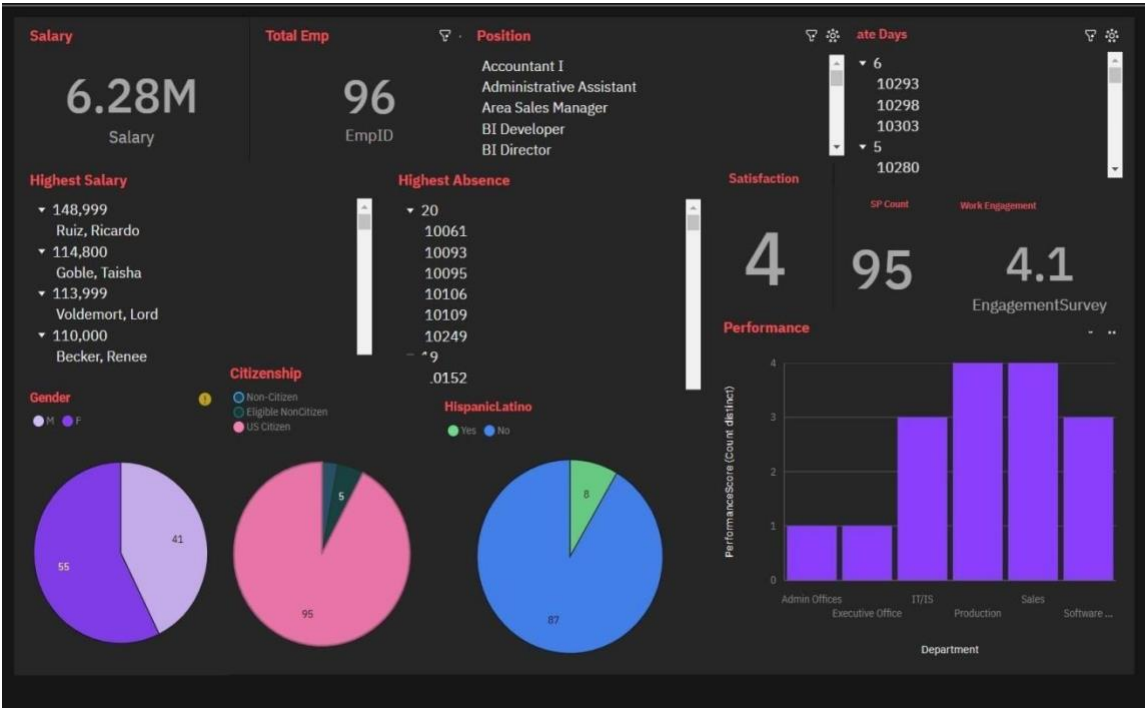 Salary
6.28M
Salary
Total Emp
96
EmpID
Position
Accountant I
Administrative Assistant
Area Sales Manager
BI Developer
BI Director
ate Days
6
10293
10298
10303
5
10280
Highest Salary
148,999
Ruiz, Ricardo
114,800
Goble, Taisha
113,999
Voldemort, Lord
110,000
Becker, Renee
Highest Absence
20
10061
10093
10095
10106
10109
10249
9
.0152
Satisfaction
4
SP Count
95
Work Engagement
4.1
EngagementSurvey
Gender
M F
55
41
Citizenship
Non-Citizen
Eligible NonCitizen
US Citizen
5
95
HispanicLatino
Yes No
8
87
Performance
PerformanceScore (Count distinct)
4
3
2
1
0
Admin Offices
Executive Office
IT/IS
Production
Sales
Software ...
Department